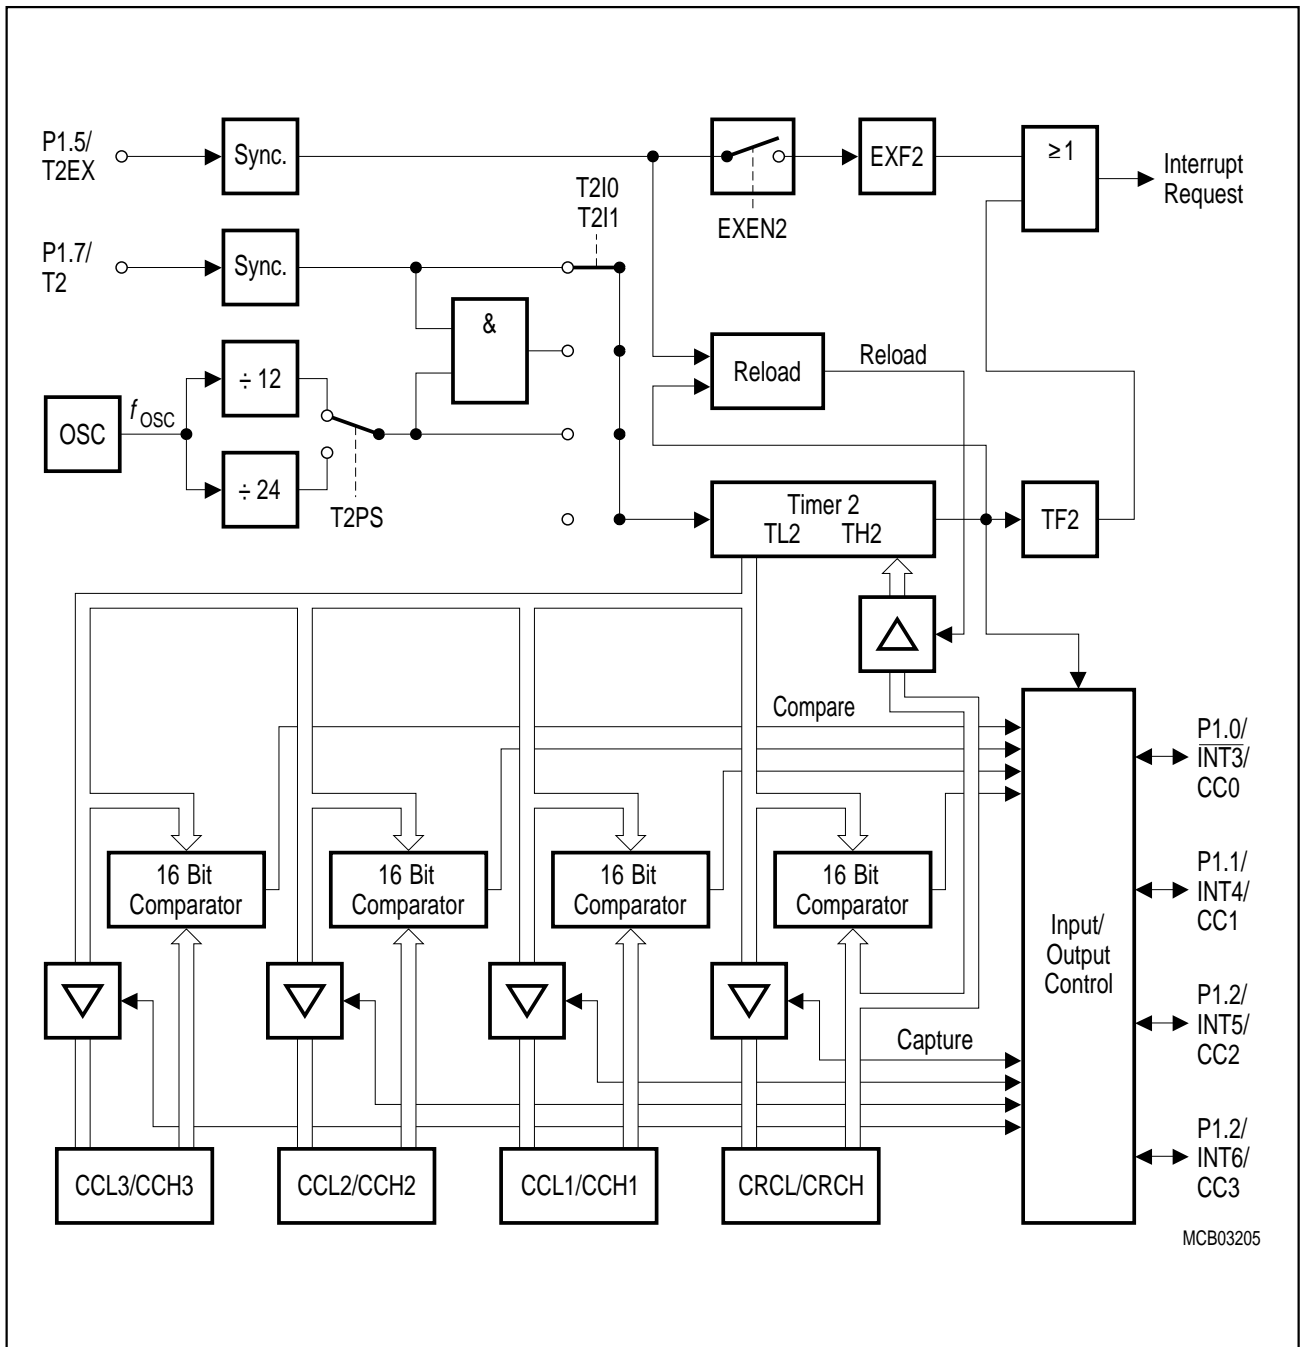 P1.5/
T2EX
Sync.
EXF2
≥1
Interrupt
Request
T2I0
T2I1
EXEN2
P1.7/
T2
Sync.
&
÷ 12
Reload
Reload
OSC
fOSC
÷ 24
T2PS
Timer 2
TL2 TH2
TF2
Compare
P1.0/
INT3/
CC0
16 Bit
Comparator
16 Bit
Comparator
16 Bit
Comparator
16 Bit
Comparator
P1.1/
INT4/
CC1
Input/
Output
Control
P1.2/
INT5/
CC2
Capture
P1.2/
INT6/
CC3
CCL3/CCH3
CCL2/CCH2
CCL1/CCH1
CRCL/CRCH
MCB03205